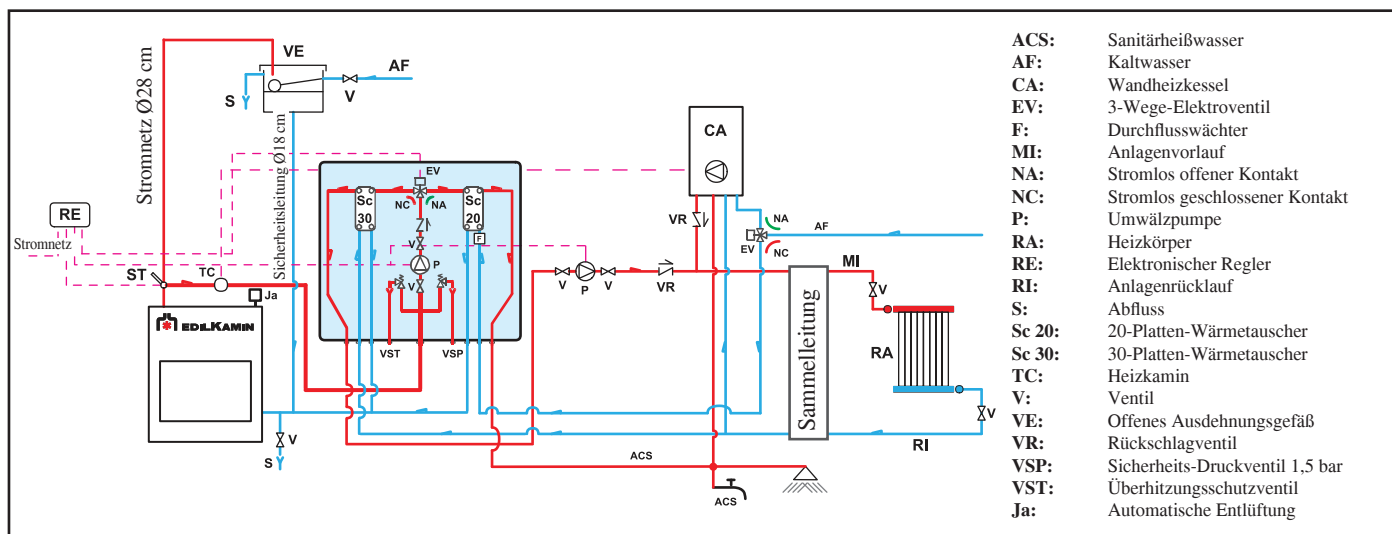 VE
AF
S
V
Stromnetz Ø28 cm
Sicherheitsleitung Ø18 cm
RE
Stromnetz
ST
TC
Ja
EDILKAMIN
V
S
EV
Sc
30
NC
NA
Sc
20
F
V
P
V
VST
VSP
CA
VR
NA
EV
NC
AF
V
P
V
VR
MI
V
Sammelleitung
RA
V
RI
ACS
ACS
ACS: Sanitärheißwasser
AF: Kaltwasser
CA: Wandheizkessel
EV: 3-Wege-Elektroventil
F: Durchflusswächter
MI: Anlagenvorlauf
NA: Stromlos offener Kontakt
NC: Stromlos geschlossener Kontakt
P: Umwälzpumpe
RA: Heizkörper
RE: Elektronischer Regler
RI: Anlagenrücklauf
S: Abfluss
Sc 20: 20-Platten-Wärmetauscher
Sc 30: 30-Platten-Wärmetauscher
TC: Heizkamin
V: Ventil
VE: Offenes Ausdehnungsgefäß
VR: Rückschlagventil
VSP: Sicherheits-Druckventil 1,5 bar
VST: Überhitzungsschutzventil
Ja: Automatische Entlüftung